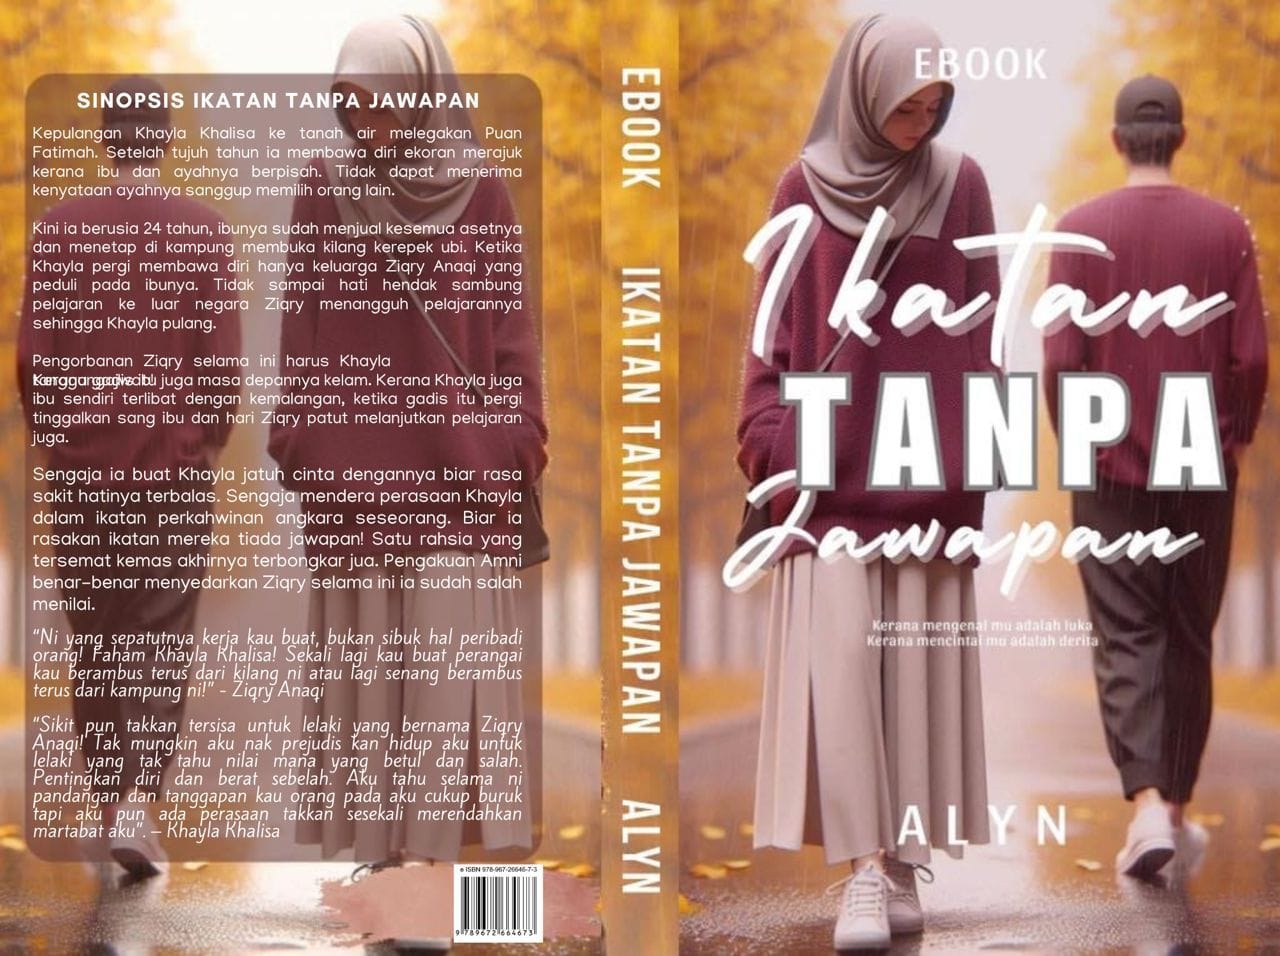 SINOPSIS IKATAN TANPA JAWAPAN
Kepulangan Khayla Khalisa ke tanah air melegakan Puan
Fatimah. Setelah tujuh tahun ia membawa diri ekoran merajuk
kerana ibu dan ayahnya berpisah. Tidak dapat menerima
kenyataan ayahnya sanggup memilih orang lain.
Kini ia berusia 24 tahun, ibunya sudah menjual kesemua asetnya
dan menetap di kampung membuka kilang kerepek ubi. Ketika
Khayla pergi membawa diri hanya keluarga Ziqry Anaqi yang
peduli pada ibunya. Tidak sampai hati hendak sambung
pelajaran ke luar negara Ziqry menangguh pelajarannya
sehingga Khayla pulang.
Pengorbanan Ziqry selama ini harus Khayla
juga masa depannya kelam. Kerana Khayla juga
ibu sendiri terlibat dengan kemalangan, ketika gadis itu pergi
tinggalkan sang ibu dan hari Ziqry patut melanjutkan pelajaran
juga.
Sengaja ia buat Khayla jatuh cinta dengannya biar rasa
sakit hatinya terbalas. Sengaja mendera perasaan Khayla
dalam ikatan perkahwinan angkara seseorang. Biar ia
rasakan ikatan mereka tiada jawapan! Satu rahsia yang
tersemat kemas akhirnya terbongkar jua. Pengakuan Amni
benar-benar menyedarkan Ziqry selama ini ia sudah salah
menilai.
"Ni yang sepatutnya kerja kau buat, bukan sibuk hal peribadi
orang! Faham Khayla Khalisa! Sekali lagi kau buat perangai
kau berambus terus dari kilang ni atau lagi senang berambus
terus dari kampung ni!" - Ziqry Anaqi
"Sikit pun takkan tersisa untuk lelaki yang bernama Ziqry
Anaqi! Tak mungkin aku nak prejudis kan hidup aku untuk
lelaki yang tak tahu nilai mana yang betul dan salah.
Pentingkan diri dan berat sebelah. Aku tahu selama ni
pandangan dan tanggapan kau orang pada aku cukup buruk
tapi aku pun ada perasaan takkan sesekali merendahkan
martabat aku". – Khayla Khalisa
e ISBN 978-967-26646-7-3
9 789672 664673
EBOOK IKATAN TANPA JAWAPAN ALYN
EBOOK
Ikatan
TANPA
Jawapan
Kerana mengenal mu adalah luka
Kerana mencintai mu adalah derita
ALYN